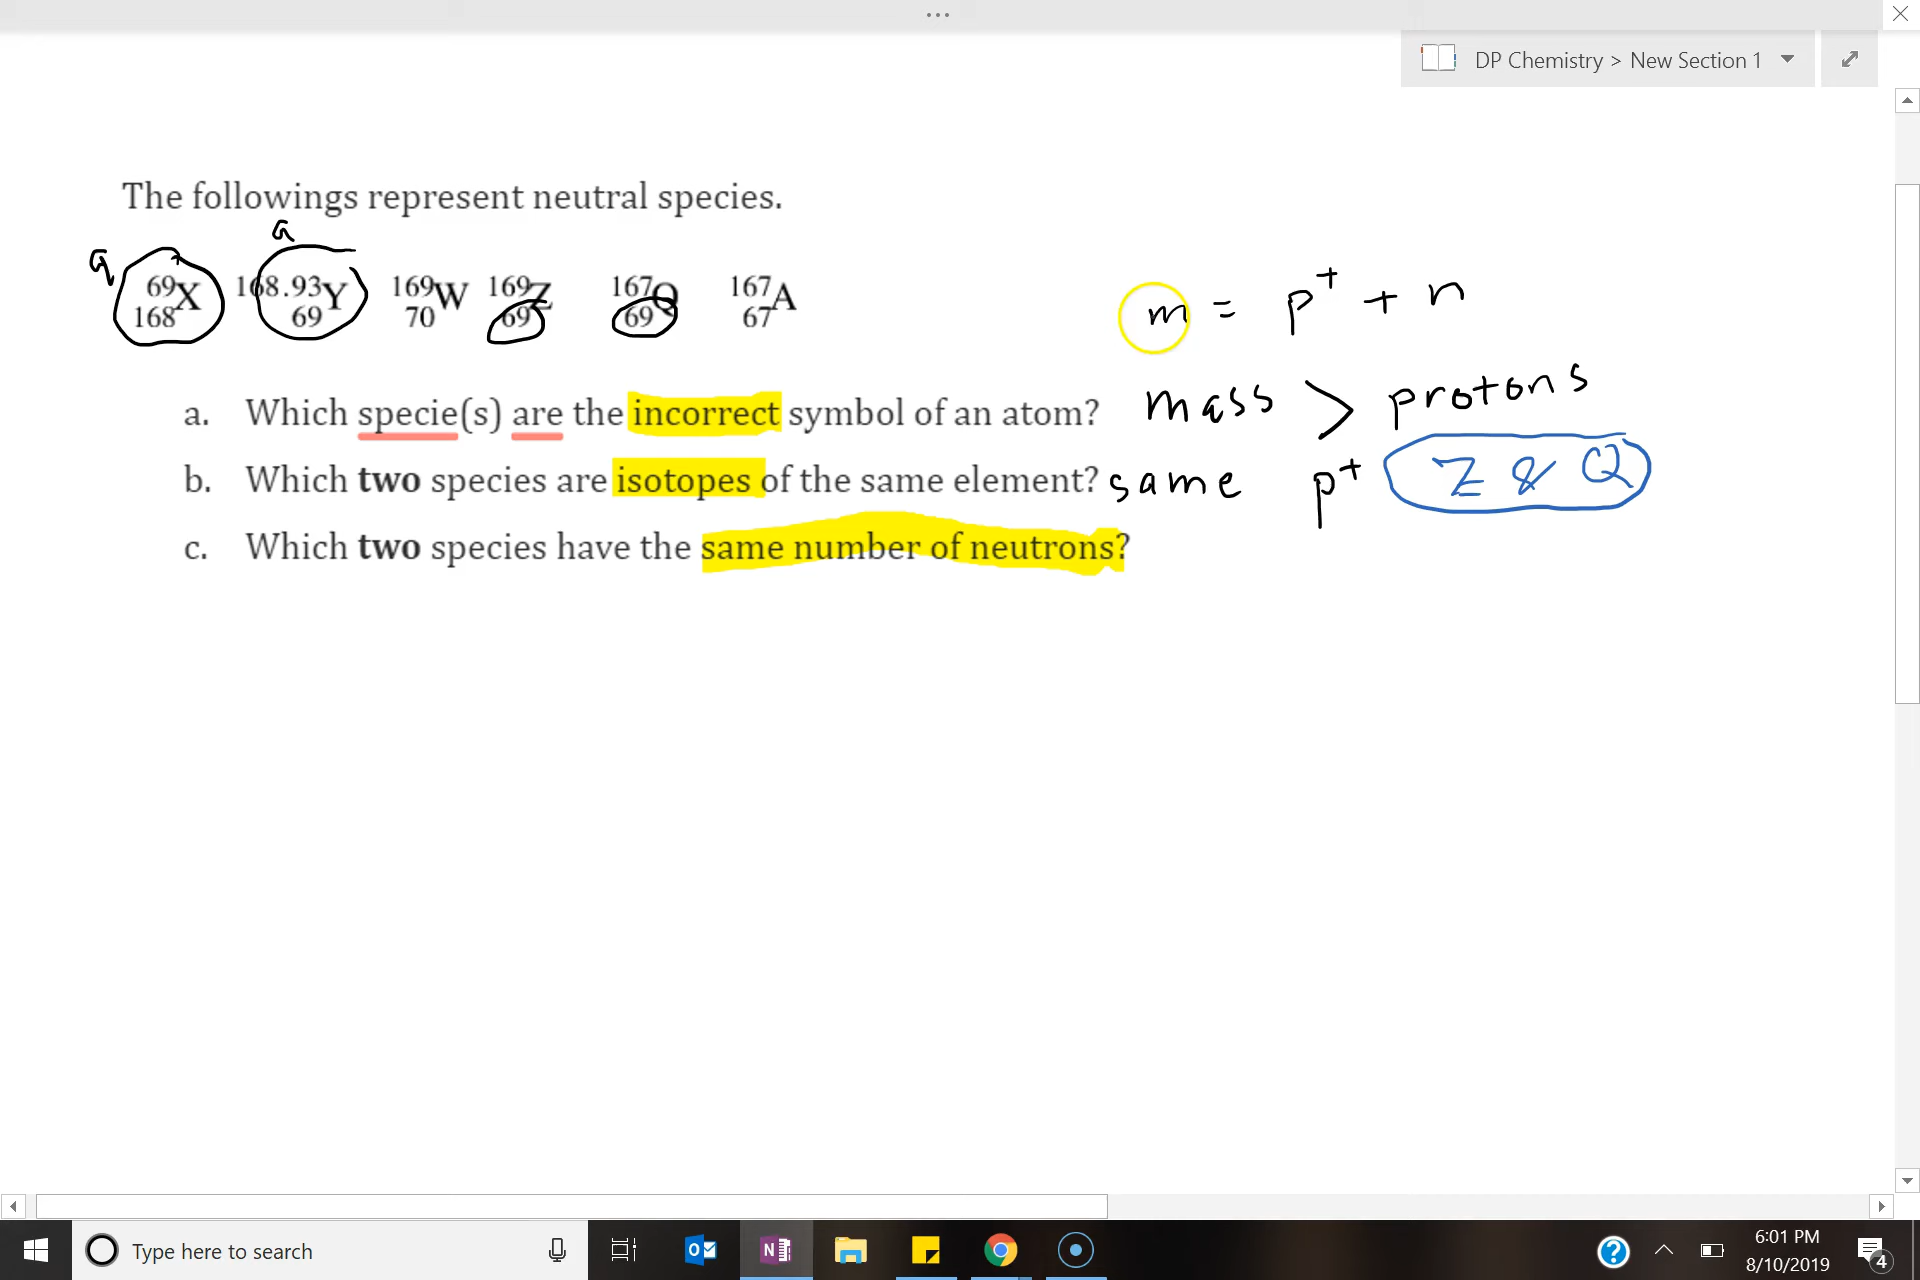 DP Chemistry > New Section 1
The followings represent neutral species.
a a
69 168 X 168.93 69 Y 169 70 W 169 69 Z 167 69 Q 167 67 A
m = p+ + n
a. Which specie(s) are the incorrect symbol of an atom? mass > protons
b. Which two species are isotopes of the same element? same p+ Z & Q
c. Which two species have the same number of neutrons?
Type here to search
6:01 PM
8/10/2019
4